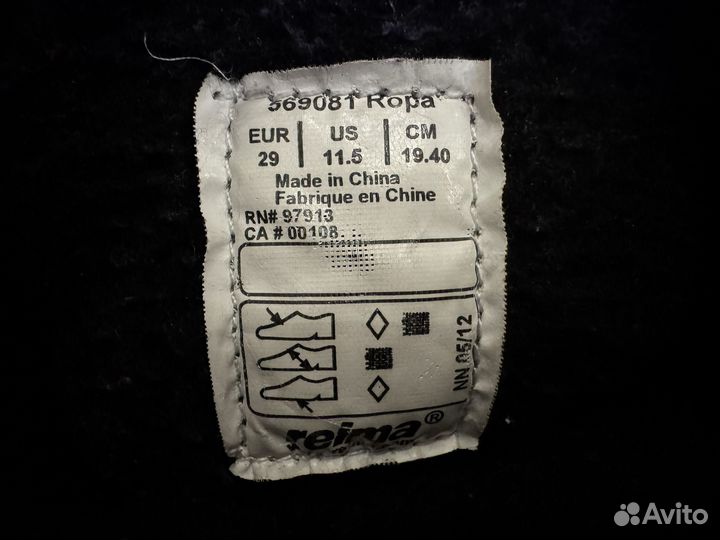 569081 Ropa
EUR | US | CM
29 | 11.5 | 19.40
Made in China
Fabrique en Chine
RN# 97913
CA # 00108
NN 05/12
reima®
Avito